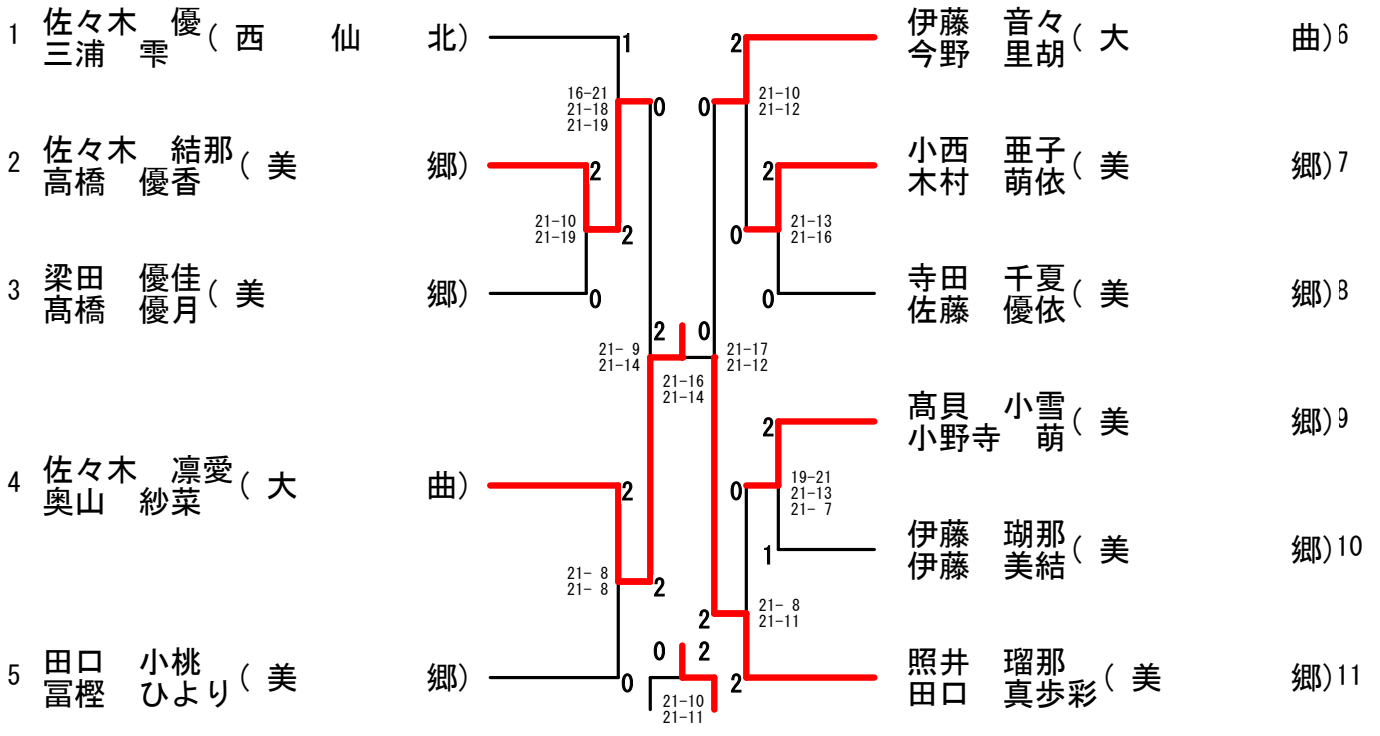 1 佐々木 優 ( 西 仙 北)
三浦 雫
1
16-21
21-18
21-19
0
2 佐々木 結那 ( 美 郷)
高橋 優香
2
21-10
21-19
2
3 梁田 優佳 ( 美 郷)
髙橋 優月
0
2
21- 9
21-14
4 佐々木 凛愛 ( 大 曲)
奥山 紗菜
2
21- 8
21- 8
2
5 田口 小桃 ( 美 郷)
冨樫 ひより
0
0
21-16
21-14
0 2
21-10
21-11
伊藤 音々 ( 大 曲) 6
今野 里胡
2
0
21-10
21-12
小西 亜子 ( 美 郷) 7
木村 萌依
2
0
21-13
21-16
寺田 千夏 ( 美 郷) 8
佐藤 優依
0
21-17
21-12
髙貝 小雪 ( 美 郷) 9
小野寺 萌
2
0
19-21
21-13
21- 7
伊藤 瑚那 ( 美 郷) 10
伊藤 美結
1
2
21- 8
21-11
照井 瑠那 ( 美 郷) 11
田口 真歩彩
2